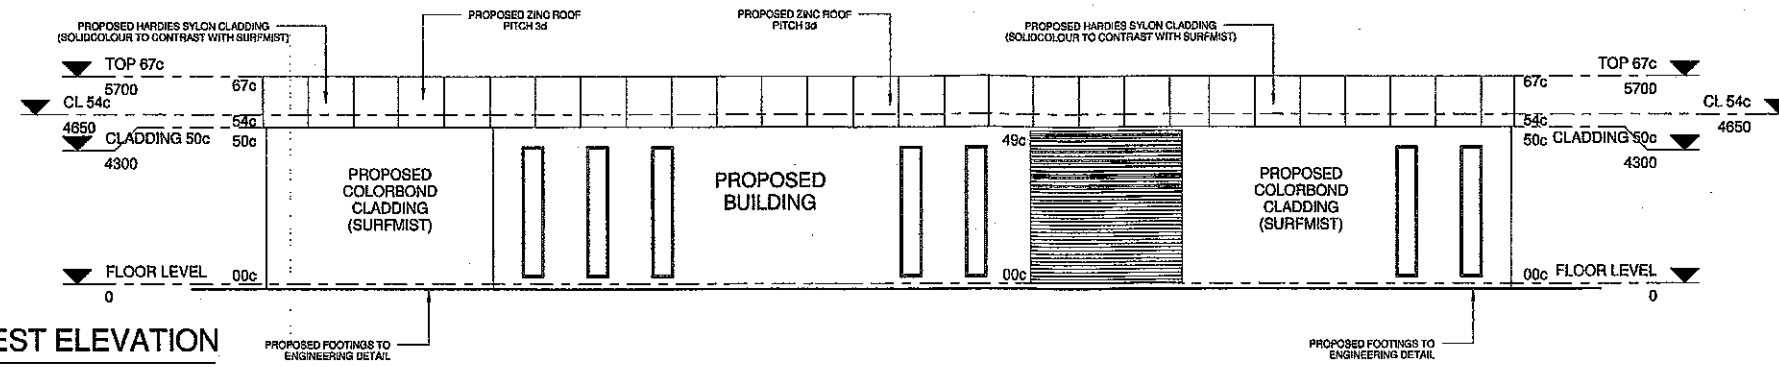 PROPOSED HARDIES SYLON CLADDING
(SOLIDCOLOUR TO CONTRAST WITH SURFMIST)
PROPOSED ZINC ROOF
PITCH 3d
PROPOSED ZINC ROOF
PITCH 3d
PROPOSED HARDIES SYLON CLADDING
(SOLIDCOLOUR TO CONTRAST WITH SURFMIST)
TOP 67c
5700
67c
67c
TOP 67c
5700
CL 54c
4650
54c
54c
CL 54c
4650
CLADDING 50c
4300
50c
49c
50c
CLADDING 50c
4300
PROPOSED
COLORBOND
CLADDING
(SURFMIST)
PROPOSED
BUILDING
PROPOSED
COLORBOND
CLADDING
(SURFMIST)
FLOOR LEVEL
0
00c
00c
00c
FLOOR LEVEL
0
EST ELEVATION
PROPOSED FOOTINGS TO
ENGINEERING DETAIL
PROPOSED FOOTINGS TO
ENGINEERING DETAIL